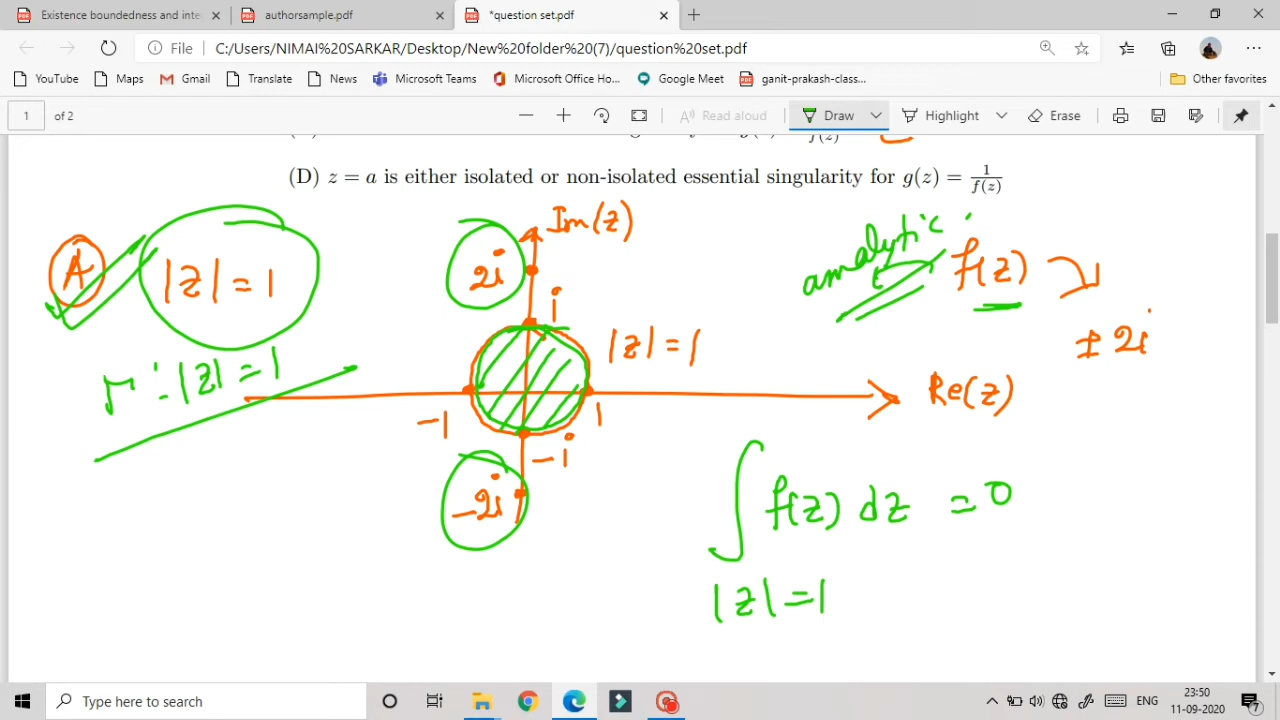 Existence boundedness and inte
authorsample.pdf
*question set.pdf
File
C:/Users/NIMAI%20SARKAR/Desktop/New%20folder%20(7)/question%20set.pdf
YouTube
Maps
Gmail
Translate
News
Microsoft Teams
Microsoft Office Ho...
Google Meet
ganit-prakash-class...
Other favorites
1
of 2
Read aloud
Draw
Highlight
Erase
(D) z = a is either isolated or non-isolated essential singularity for g(z) = 1/f(z)
Im(z)
A
|z| = 1
2i
analytic
f(z)
i
|z| = 1
± 2i
Γ : |z| = 1
Re(z)
-1
1
-i
-2i
∫ f(z) dz = 0
|z| = 1
Type here to search
ENG
23:50
11-09-2020
7